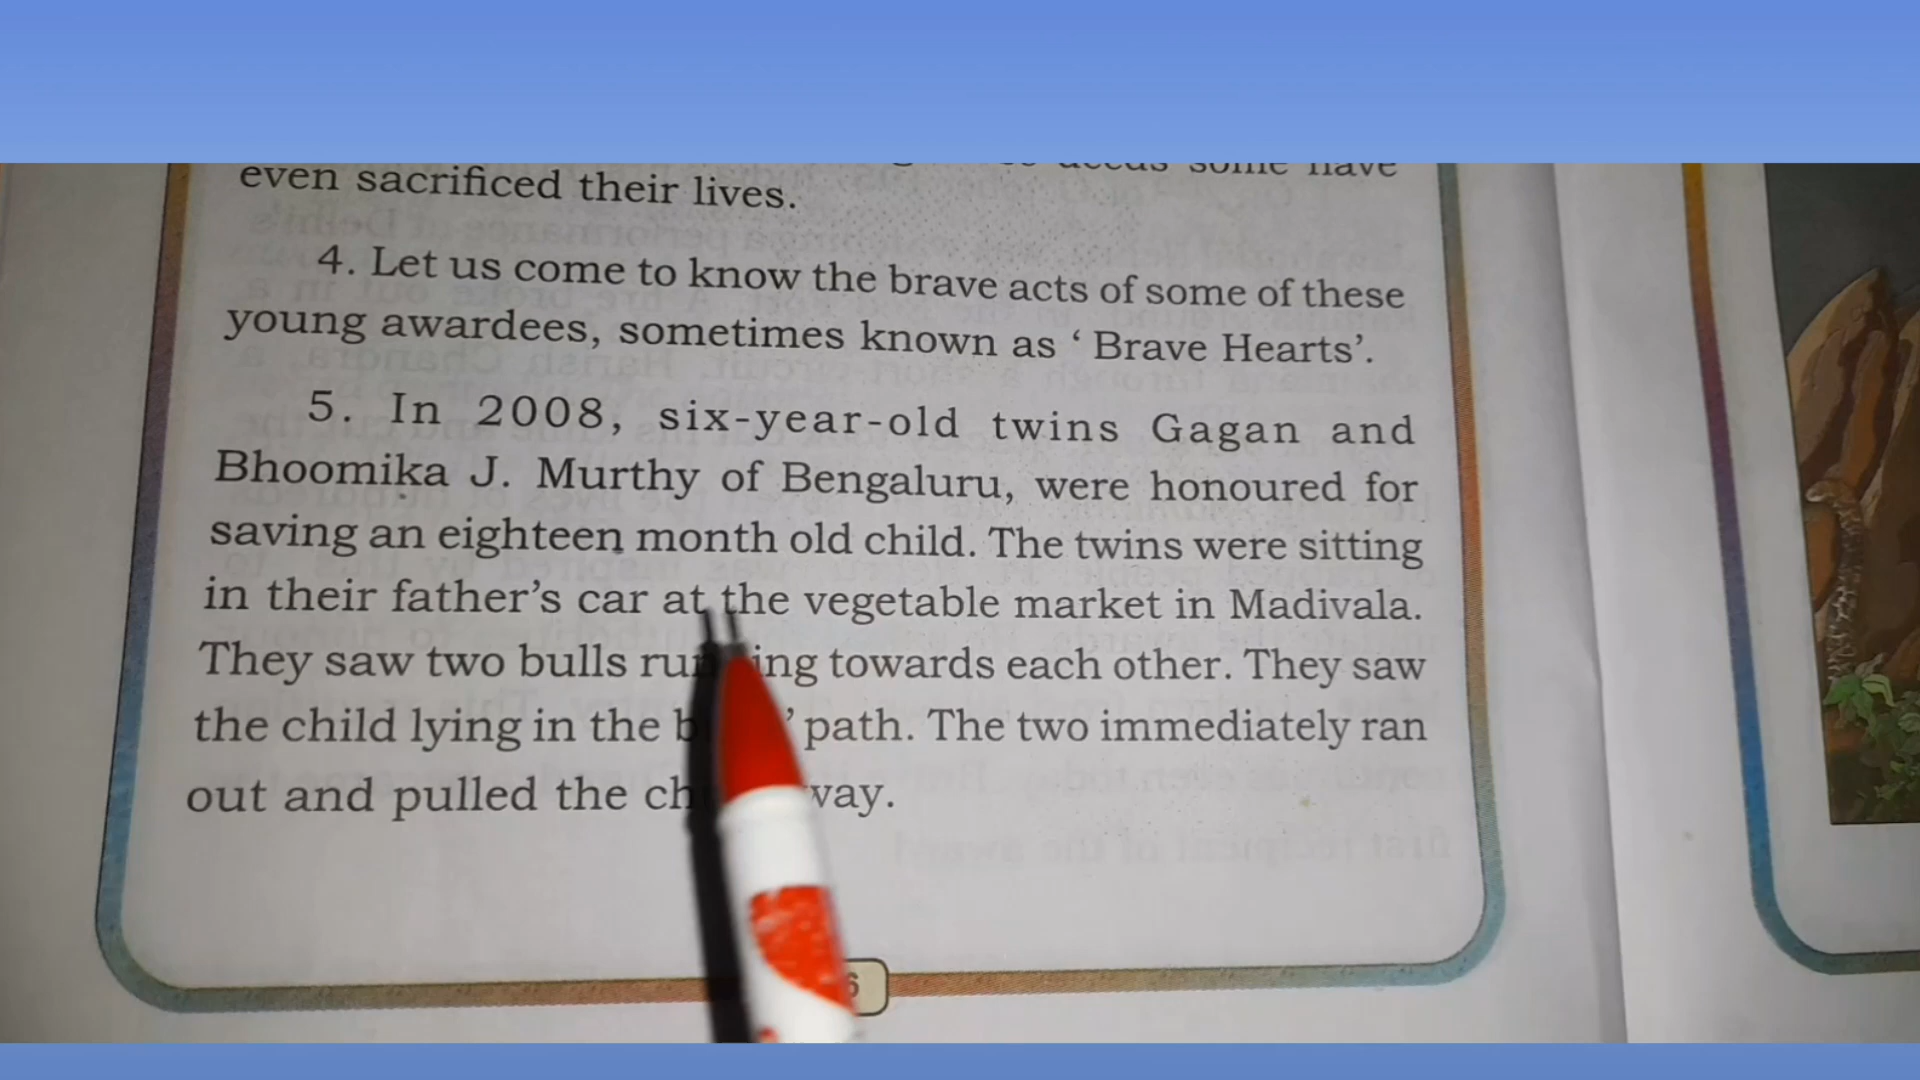 some have
even sacrificed their lives.
4. Let us come to know the brave acts of some of these
young awardees, sometimes known as ‘ Brave Hearts’.
5. In 2008, six-year-old twins Gagan and
Bhoomika J. Murthy of Bengaluru, were honoured for
saving an eighteen month old child. The twins were sitting
in their father’s car at the vegetable market in Madivala.
They saw two bulls running towards each other. They saw
the child lying in the path. The two immediately ran
out and pulled the